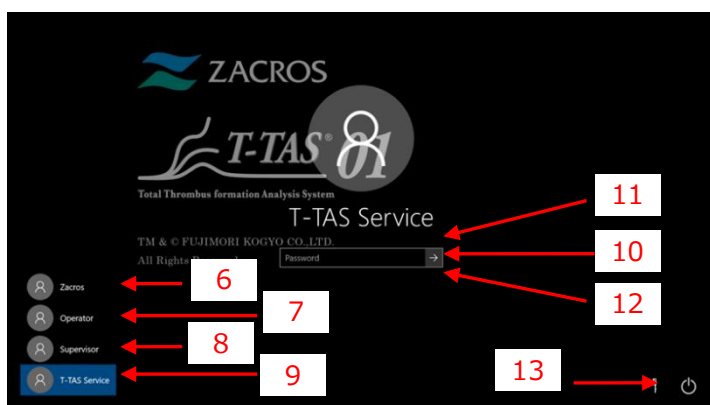 ZACROS
T-TAS® 01
Total Thrombus formation Analysis System
11
T-TAS Service
TM & © FUJIMORI KOGYO CO.,LTD.
10
All Rights
Password
6
Zacros
12
7
Operator
8
Supervisor
9
T-TAS Service
13